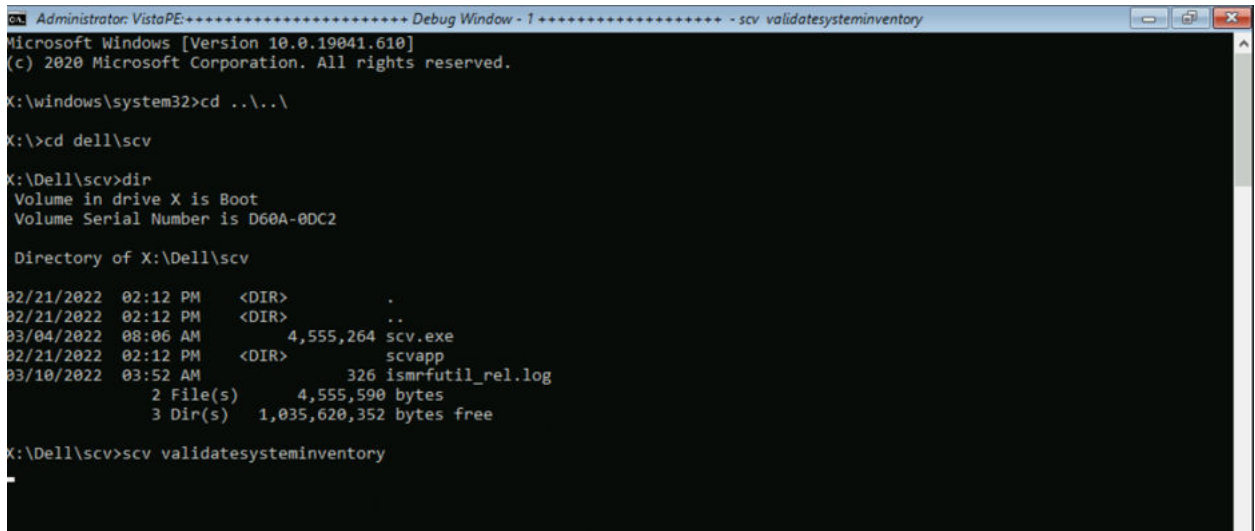 Administrator: VistaPE:+++++++++++++++++++++++ Debug Window - 1 +++++++++++++++++++ - scv validatesysteminventory
Microsoft Windows [Version 10.0.19041.610]
(c) 2020 Microsoft Corporation. All rights reserved.
X:\windows\system32>cd ..\..\
X:\>cd dell\scv
X:\Dell\scv>dir
Volume in drive X is Boot
Volume Serial Number is D60A-0DC2
Directory of X:\Dell\scv
02/21/2022 02:12 PM <DIR> .
02/21/2022 02:12 PM <DIR> ..
03/04/2022 08:06 AM 4,555,264 scv.exe
02/21/2022 02:12 PM <DIR> scvapp
03/10/2022 03:52 AM 326 ismrfutil_rel.log
2 File(s) 4,555,590 bytes
3 Dir(s) 1,035,620,352 bytes free
X:\Dell\scv>scv validatesysteminventory